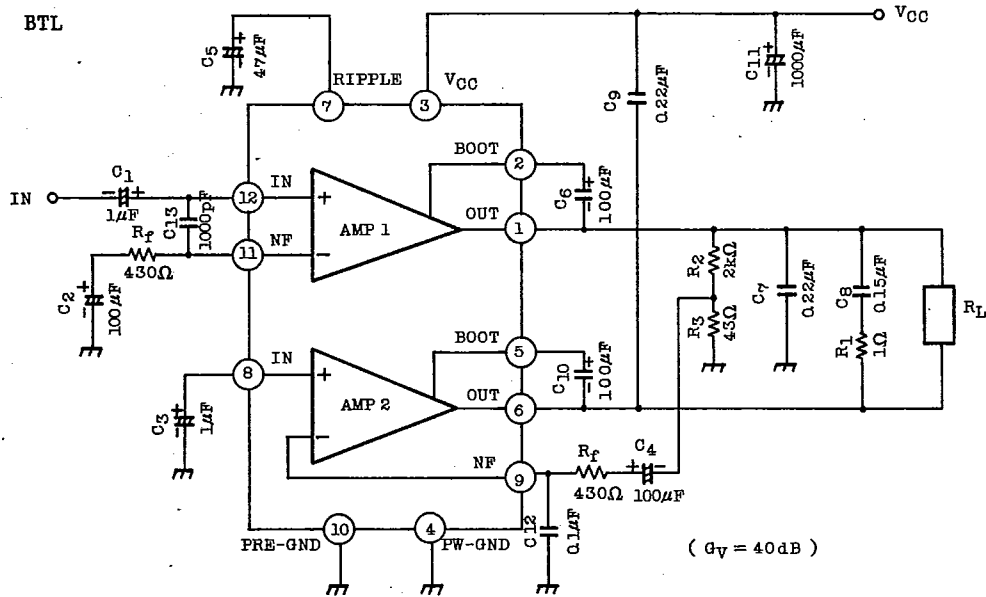 BTL
VCC
C5
47μF
RIPPLE
VCC
7
3
C9
0.22μF
C11
1000μF
BOOT
2
C6
100μF
IN
C1
1μF
C13
1000pF
12
IN
AMP 1
OUT
1
Rf
430Ω
11
NF
C2
100μF
R2
2kΩ
R3
43Ω
C7
0.22μF
C8
0.15μF
R1
1Ω
RL
8
IN
C3
1μF
AMP 2
BOOT
5
C10
100μF
OUT
6
NF
9
Rf
430Ω
C4
100μF
C12
0.1μF
PRE-GND
10
4
PW-GND
( GV = 40dB )